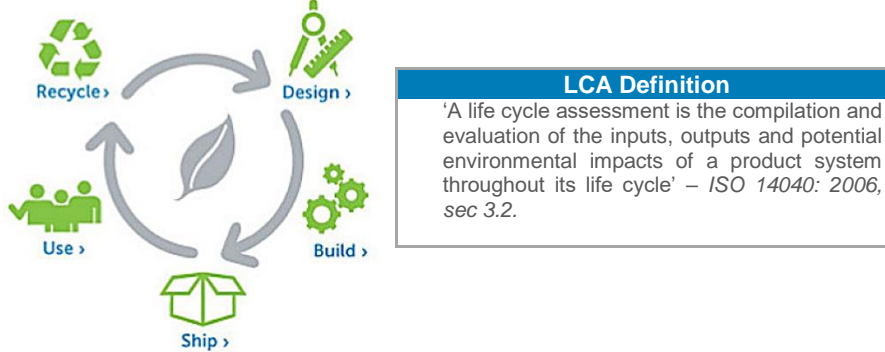 Recycle ›
Design ›
Build ›
Ship ›
Use ›
LCA Definition
‘A life cycle assessment is the compilation and
evaluation of the inputs, outputs and potential
environmental impacts of a product system
throughout its life cycle’ – ISO 14040: 2006,
sec 3.2.